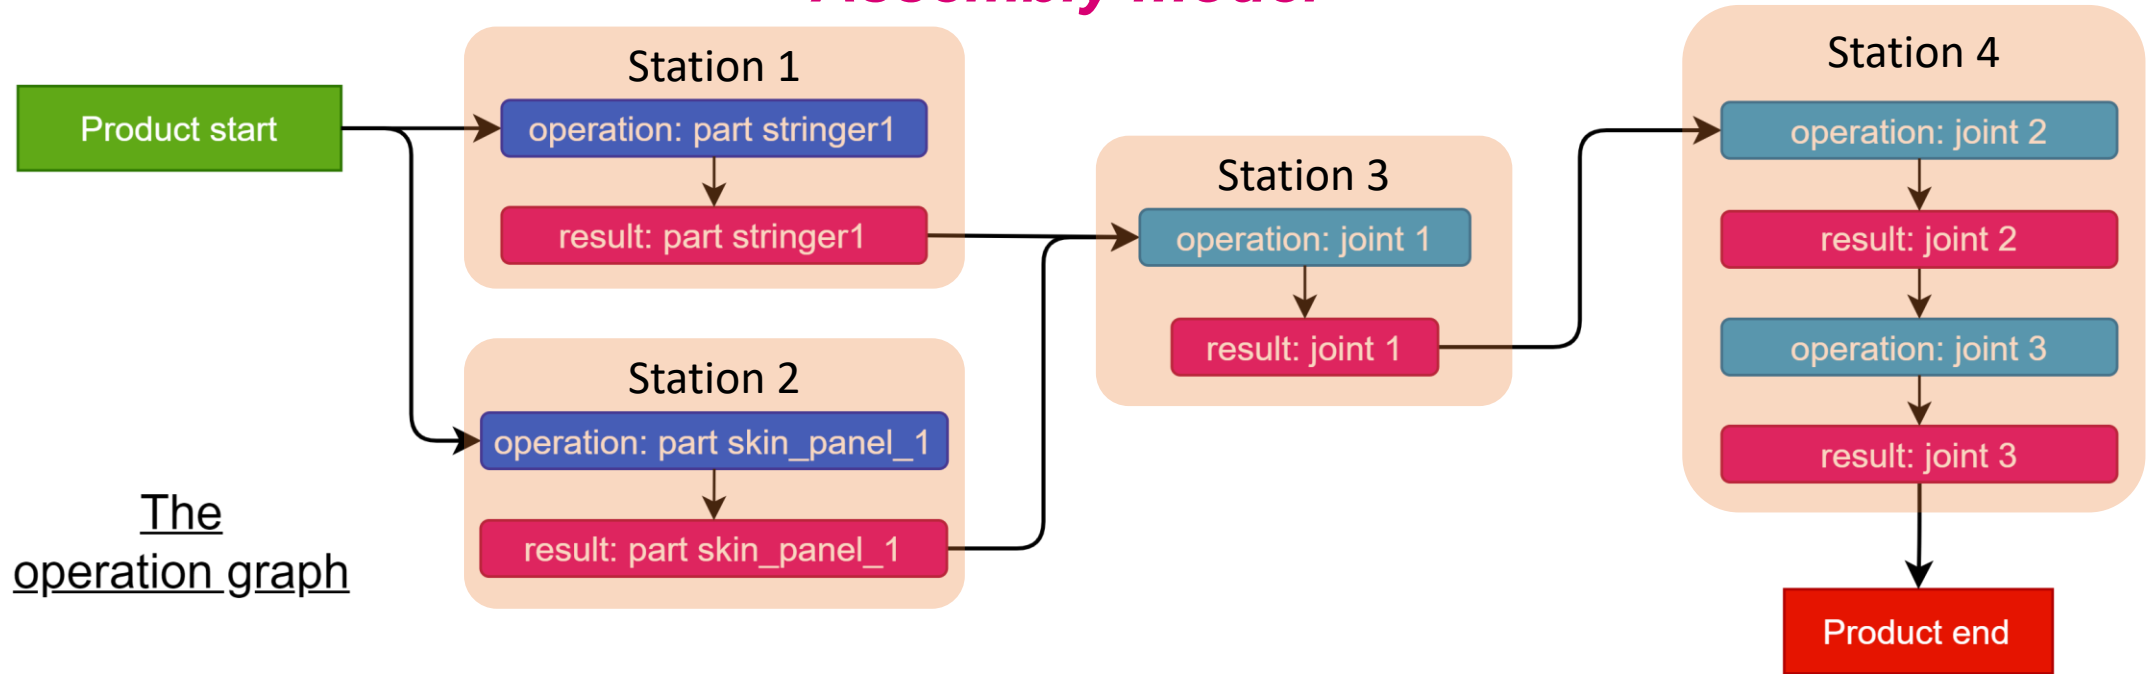 Assembly Model
Product start
Station 1
operation: part stringer1
result: part stringer1
Station 2
operation: part skin_panel_1
result: part skin_panel_1
Station 3
operation: joint 1
result: joint 1
Station 4
operation: joint 2
result: joint 2
operation: joint 3
result: joint 3
Product end
The
operation graph